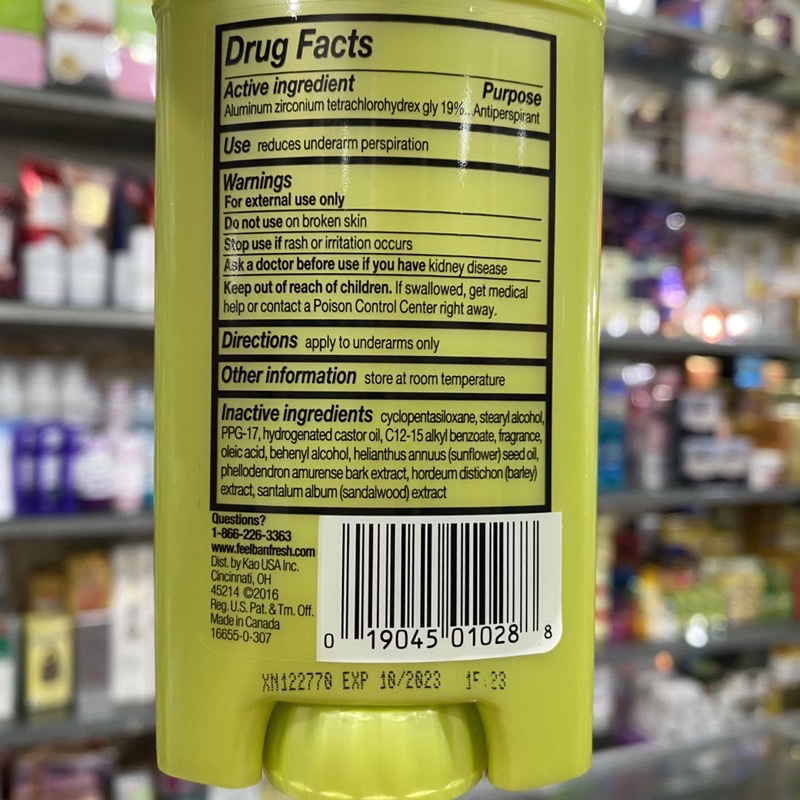 Drug Facts
Active ingredient Purpose
Aluminum zirconium tetrachlorohydrex gly 19%...Antiperspirant
Use reduces underarm perspiration
Warnings
For external use only
Do not use on broken skin
Stop use if rash or irritation occurs
Ask a doctor before use if you have kidney disease
Keep out of reach of children. If swallowed, get medical
help or contact a Poison Control Center right away.
Directions apply to underarms only
Other information store at room temperature
Inactive ingredients cyclopentasiloxane, stearyl alcohol,
PPG-17, hydrogenated castor oil, C12-15 alkyl benzoate, fragrance,
oleic acid, behenyl alcohol, helianthus annuus (sunflower) seed oil,
phellodendron amurense bark extract, hordeum distichon (barley)
extract, santalum album (sandalwood) extract
Questions?
1-866-226-3363
www.feelbanfresh.com
Dist. by Kao USA Inc.
Cincinnati, OH
45214 ©2016
Reg. U.S. Pat. & Tm. Off.
Made in Canada
16655-0-307
0 19045 01028 8
XN122770 EXP 10/2023 15:23